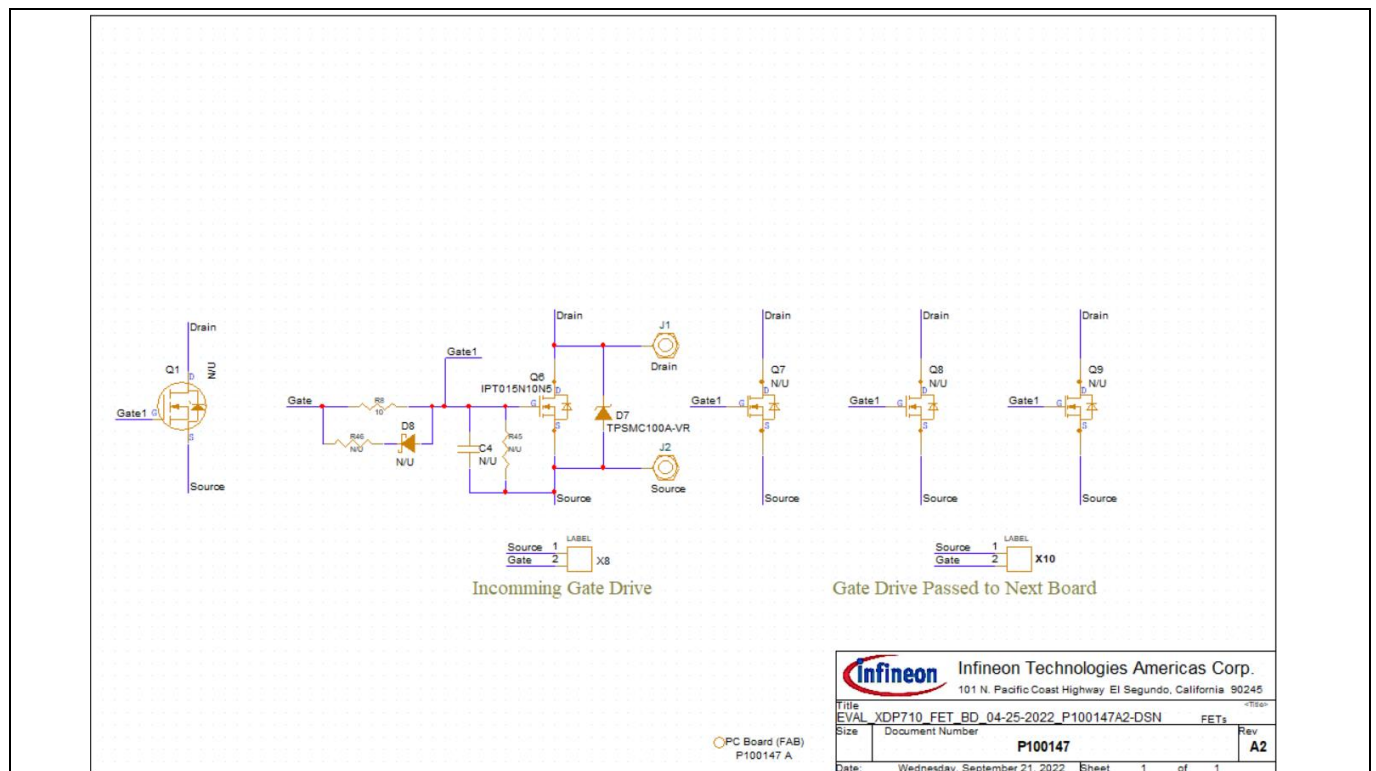 Drain
Q1
N/U
D
Gate1
G
S
Source
Gate
R8
10
R46
N/U
D8
N/U
Gate1
C4
N/U
R45
N/U
Drain
Q6
IPT015N10N5
D
G
S
Source
D7
TPSMC100A-VR
J1
Drain
J2
Source
Drain
Q7
N/U
D
Gate1
G
S
Source
Drain
Q8
N/U
D
Gate1
G
S
Source
Drain
Q9
N/U
D
Gate1
G
S
Source
LABEL
Source 1
Gate 2
X8
Incomming Gate Drive
LABEL
Source 1
Gate 2
X10
Gate Drive Passed to Next Board
PC Board (FAB)
P100147 A
infineon
Infineon Technologies Americas Corp.
101 N. Pacific Coast Highway El Segundo, California 90245
Title
<Title>
EVAL_XDP710_FET_BD_04-25-2022_P100147A2-DSN FETs
Size Document Number Rev
P100147 A2
Date: Wednesday, September 21, 2022 Sheet 1 of 1